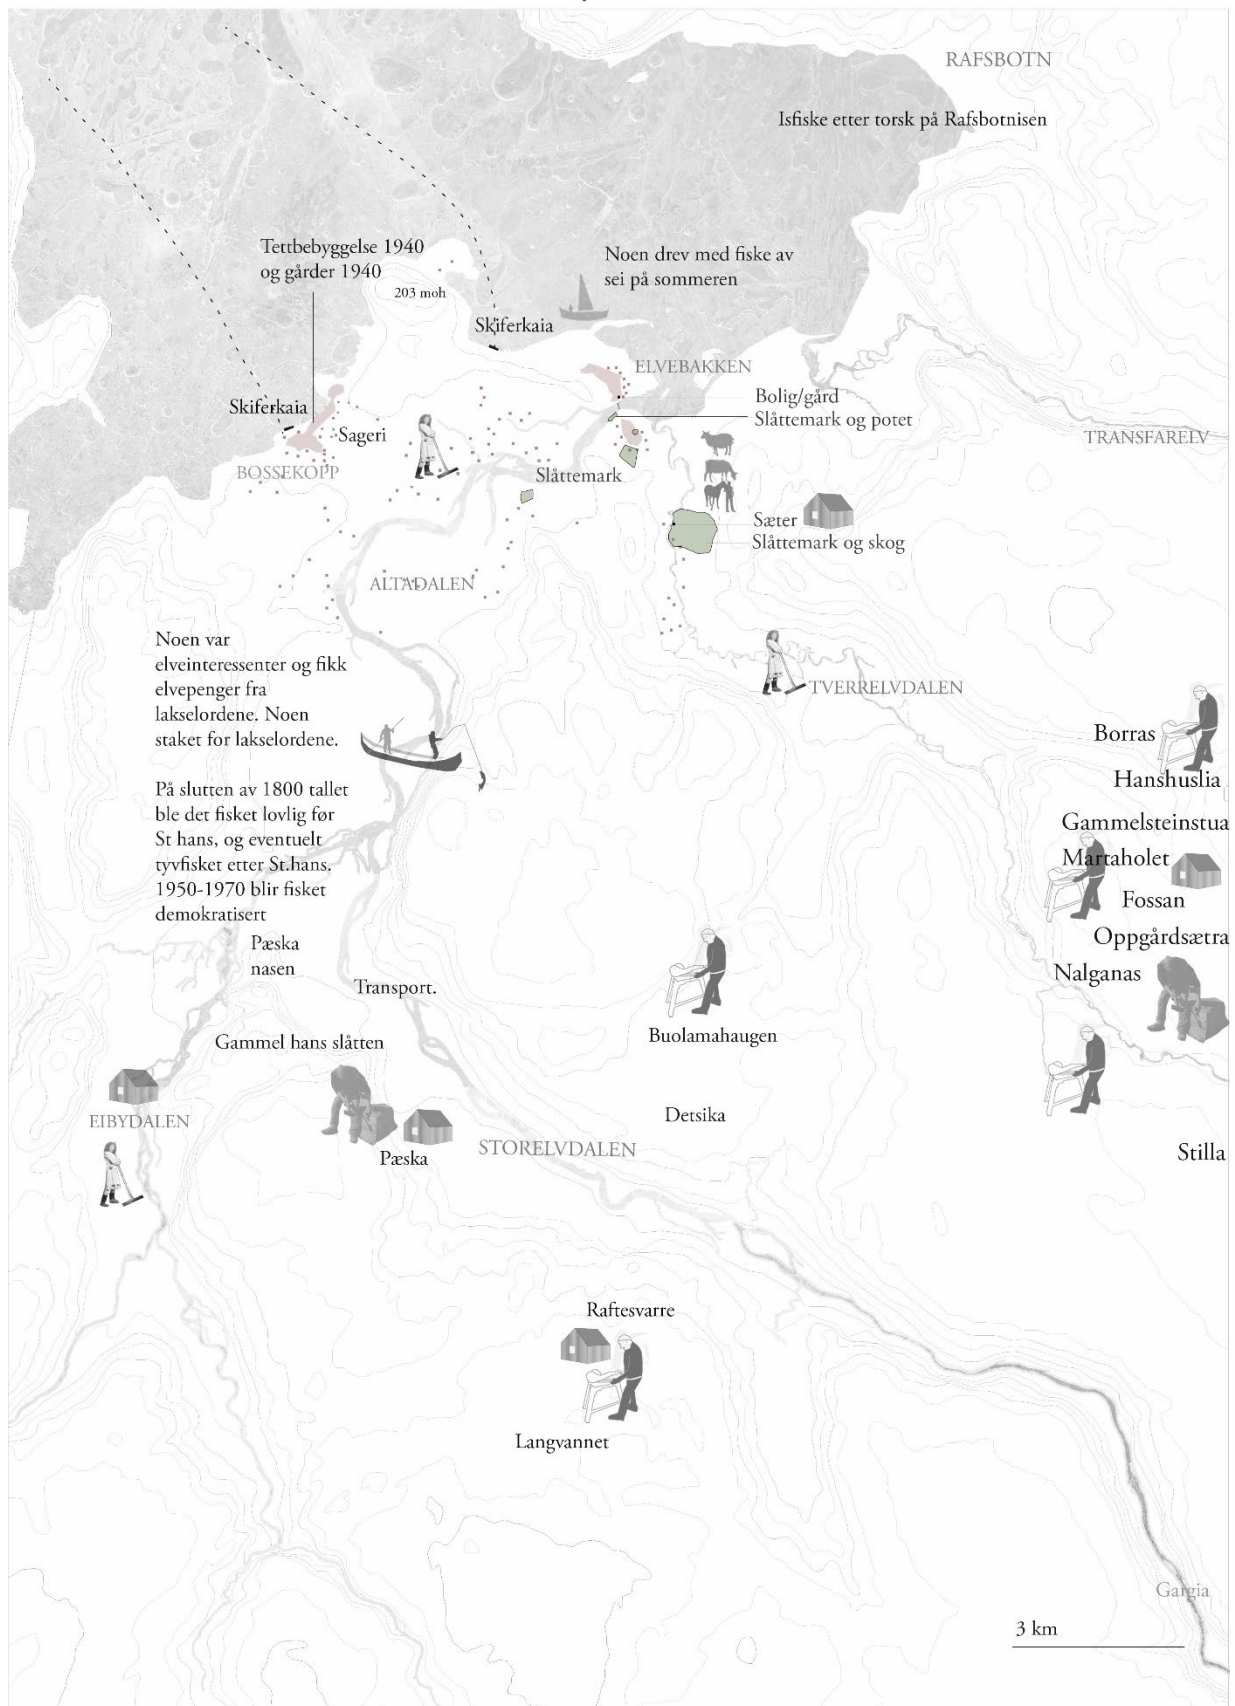 RAFSBOTN
Isfiske etter torsk på Rafsbotnisen
Tettbebyggelse 1940
og gårder 1940
203 moh
Noen drev med fiske av
sei på sommeren
Skiferkaia
ELVEBAKKEN
Bolig/gård
Slåttemark og potet
Skiferkaia
Sageri
BOSSEKOPP
TRANSFARELV
Slåttemark
Sæter
Slåttemark og skog
ALTADALEN
Noen var
elveinteressenter og fikk
elvepenger fra
lakselordene. Noen
staket for lakselordene.
På slutten av 1800 tallet
ble det fisket lovlig før
St hans, og eventuelt
tyvfisket etter St.hans.
1950-1970 blir fisket
demokratisert
TVERRELVDALEN
Borras
Hanshuslia
Gammelsteinstua
Martaholet
Fossan
Oppgårdsætra
Nalganas
Pæska
nasen
Transport.
Gammel hans slåtten
Buolamahaugen
EIBYDALEN
Detsika
Pæska
STORELVDALEN
Stilla
Raftesvarre
Langvannet
Gargia
3 km